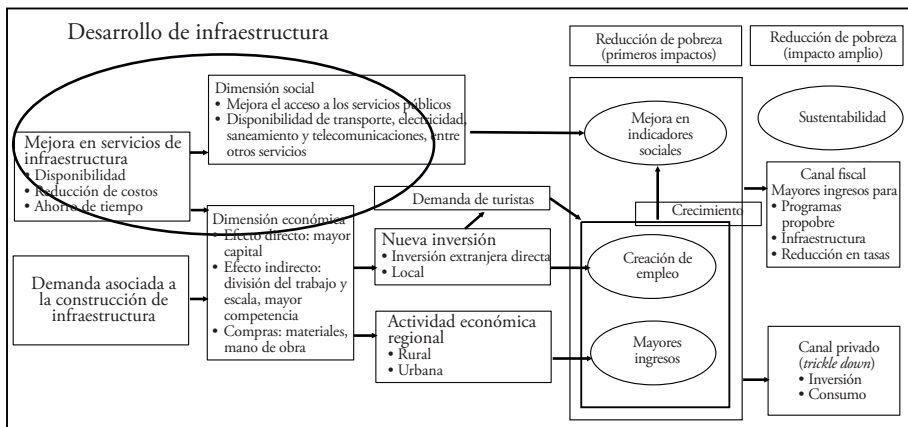 Desarrollo de infraestructura
Reducción de pobreza
(primeros impactos)
Reducción de pobreza
(impacto amplio)
Dimensión social
• Mejora el acceso a los servicios públicos
• Disponibilidad de transporte, electricidad,
saneamiento y telecomunicaciones, entre
otros servicios
Mejora en
indicadores
sociales
Sustentabilidad
Mejora en servicios de
infraestructura
• Disponibilidad
• Reducción de costos
• Ahorro de tiempo
Canal fiscal
Mayores ingresos para
• Programas
propobre
• Infraestructura
• Reducción en tasas
Demanda de turistas
Crecimiento
Dimensión económica
• Efecto directo: mayor
capital
• Efecto indirecto:
división del trabajo y
escala, mayor
competencia
• Compras: materiales,
mano de obra
Nueva inversión
• Inversión extranjera directa
• Local
Creación de
empleo
Demanda asociada a
la construcción de
infraestructura
Actividad económica
regional
• Rural
• Urbana
Mayores
ingresos
Canal privado
(trickle down)
• Inversión
• Consumo